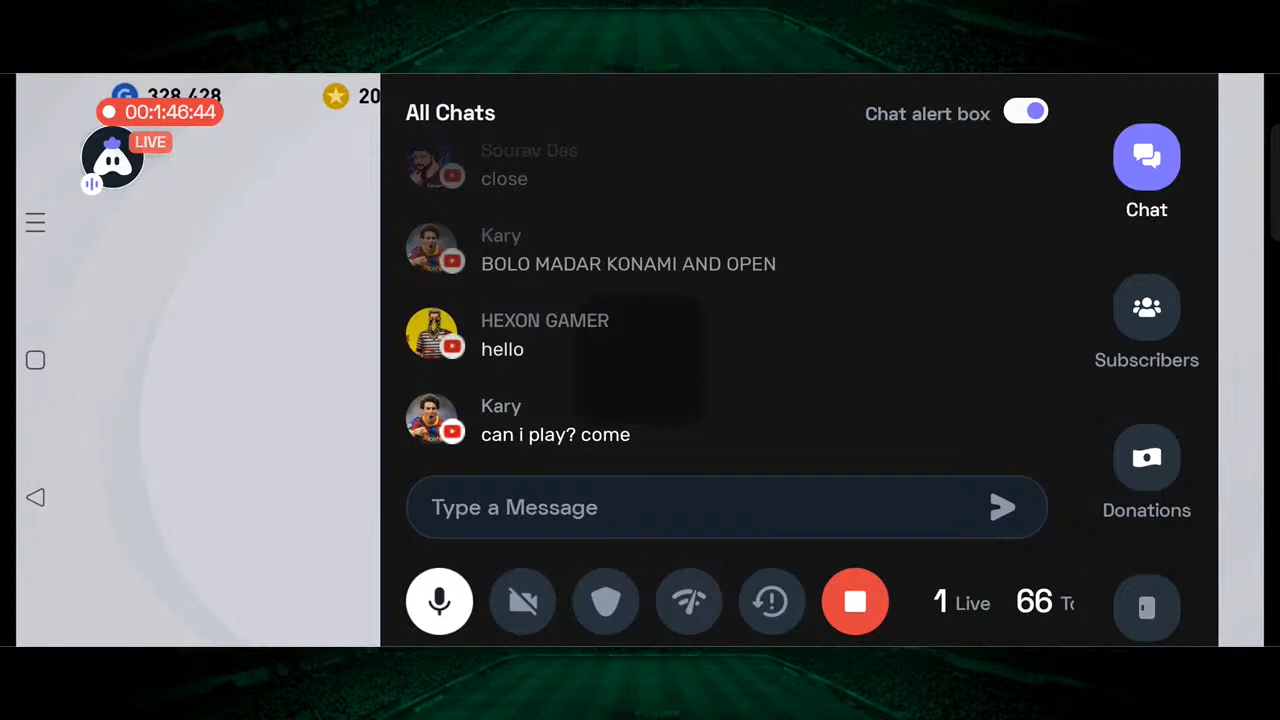 328,428
20
00:1:46:44
LIVE
All Chats
Chat alert box
Sourav Das
close
Kary
BOLO MADAR KONAMI AND OPEN
HEXON GAMER
hello
Kary
can i play? come
Type a Message
Chat
Subscribers
Donations
1 Live
66